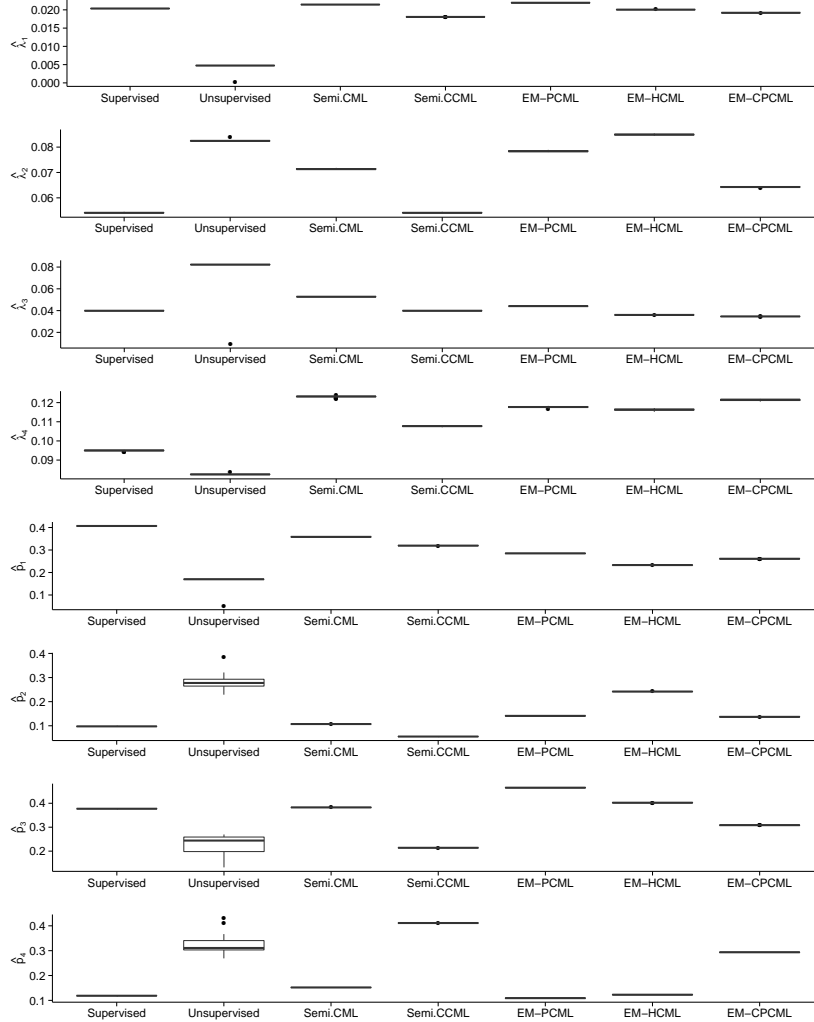 0.020
0.015
0.010
0.005
0.000
λ̂1
Supervised Unsupervised Semi.CML Semi.CCML EM−PCML EM−HCML EM−CPCML
0.08
0.07
0.06
λ̂2
Supervised Unsupervised Semi.CML Semi.CCML EM−PCML EM−HCML EM−CPCML
0.08
0.06
0.04
0.02
λ̂3
Supervised Unsupervised Semi.CML Semi.CCML EM−PCML EM−HCML EM−CPCML
0.12
0.11
0.10
0.09
λ̂4
Supervised Unsupervised Semi.CML Semi.CCML EM−PCML EM−HCML EM−CPCML
0.4
0.3
0.2
0.1
p̂1
Supervised Unsupervised Semi.CML Semi.CCML EM−PCML EM−HCML EM−CPCML
0.4
0.3
0.2
0.1
p̂2
Supervised Unsupervised Semi.CML Semi.CCML EM−PCML EM−HCML EM−CPCML
0.4
0.3
0.2
p̂3
Supervised Unsupervised Semi.CML Semi.CCML EM−PCML EM−HCML EM−CPCML
0.4
0.3
0.2
0.1
p̂4
Supervised Unsupervised Semi.CML Semi.CCML EM−PCML EM−HCML EM−CPCML